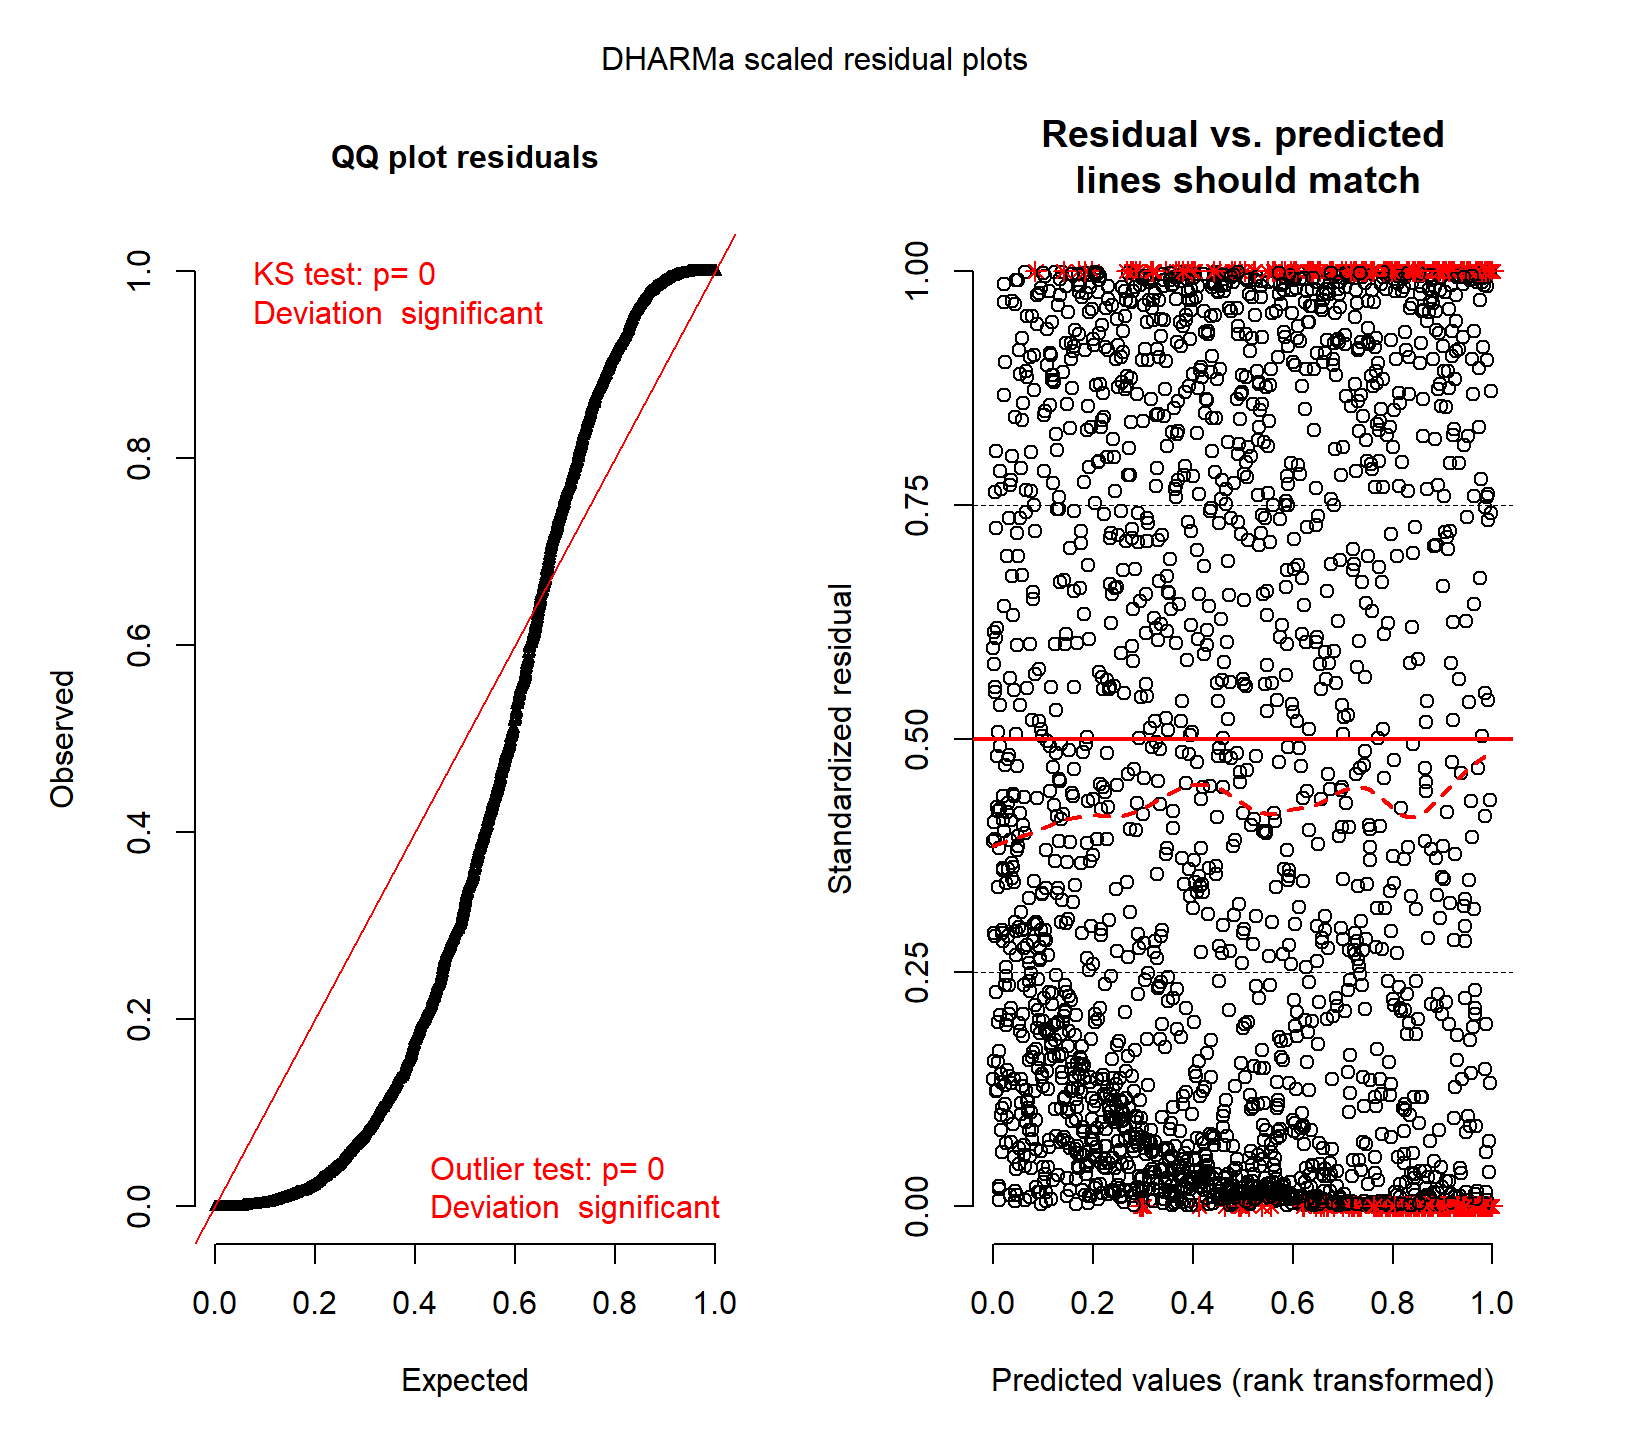 DHARMa scaled residual plots
QQ plot residuals
KS test: p= 0
Deviation  significant
Outlier test: p= 0
Deviation  significant
Observed
0.0 0.2 0.4 0.6 0.8 1.0
0.0 0.2 0.4 0.6 0.8 1.0
Expected
Residual vs. predicted
lines should match
Standardized residual
0.00 0.25 0.50 0.75 1.00
0.0 0.2 0.4 0.6 0.8 1.0
Predicted values (rank transformed)